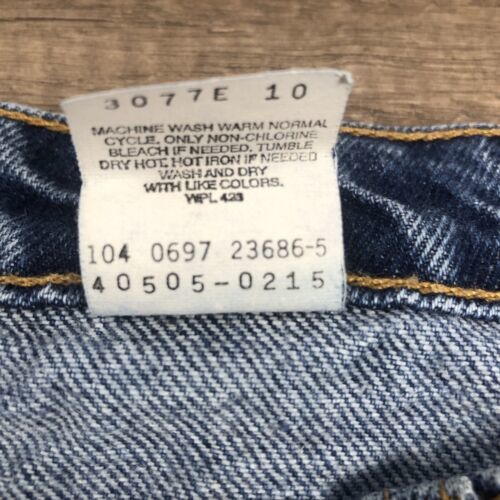 3077E 10
MACHINE WASH WARM NORMAL
CYCLE. ONLY NON-CHLORINE
BLEACH IF NEEDED. TUMBLE
DRY HOT. HOT IRON IF NEEDED
WASH AND DRY
WITH LIKE COLORS.
WPL 423
104 0697 23686-5
40505-0215